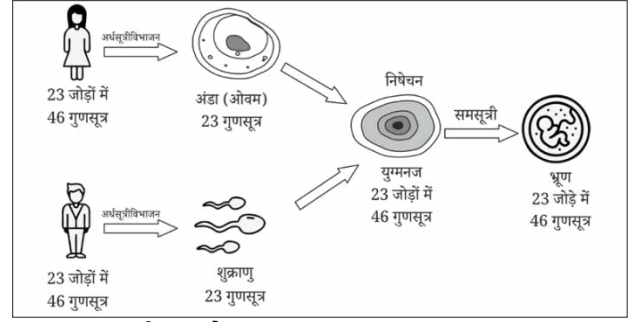 अर्धसूत्रीविभाजन
23 जोड़ों में
46 गुणसूत्र
अंडा (ओवम)
23 गुणसूत्र
निषेचन
युग्मनज
23 जोड़ों में
46 गुणसूत्र
समसूत्री
भ्रूण
23 जोड़े में
46 गुणसूत्र
अर्धसूत्रीविभाजन
23 जोड़ों में
46 गुणसूत्र
शुक्राणु
23 गुणसूत्र